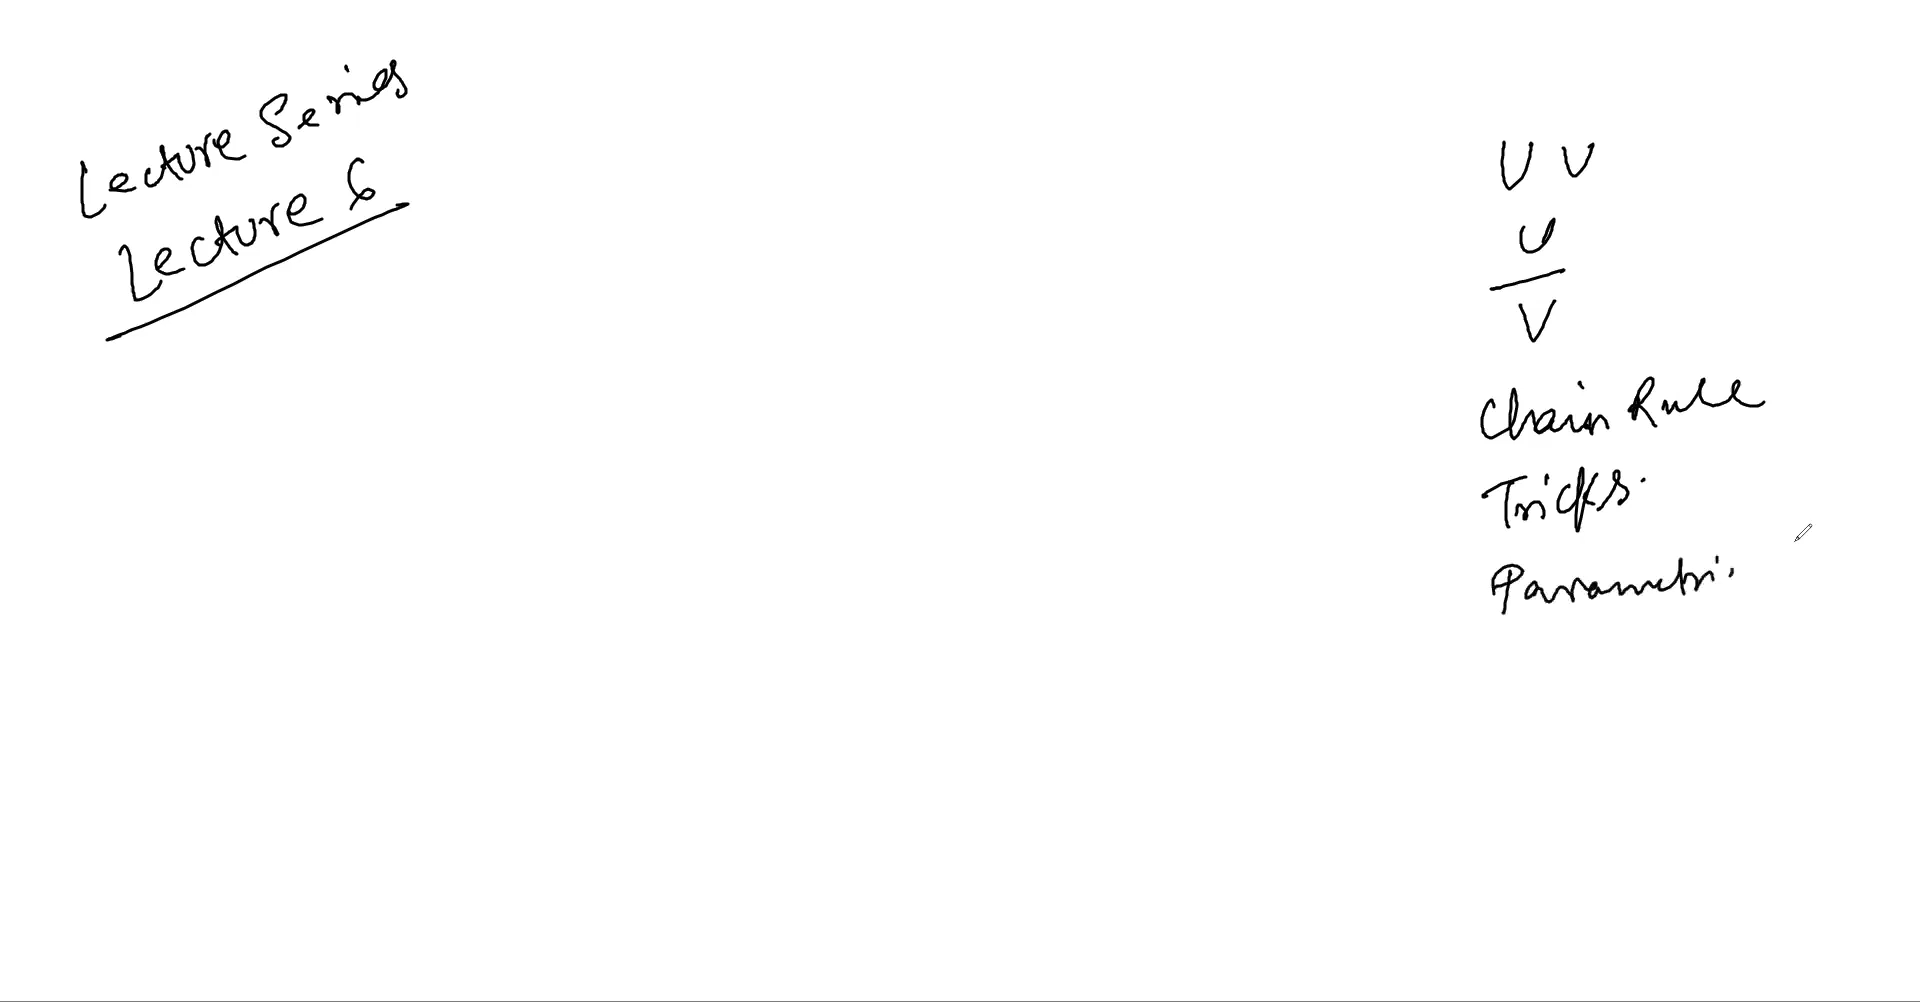 Lecture Series
Lecture 6
U V
U
V
Chain Rule
Tricks.
Parametri.